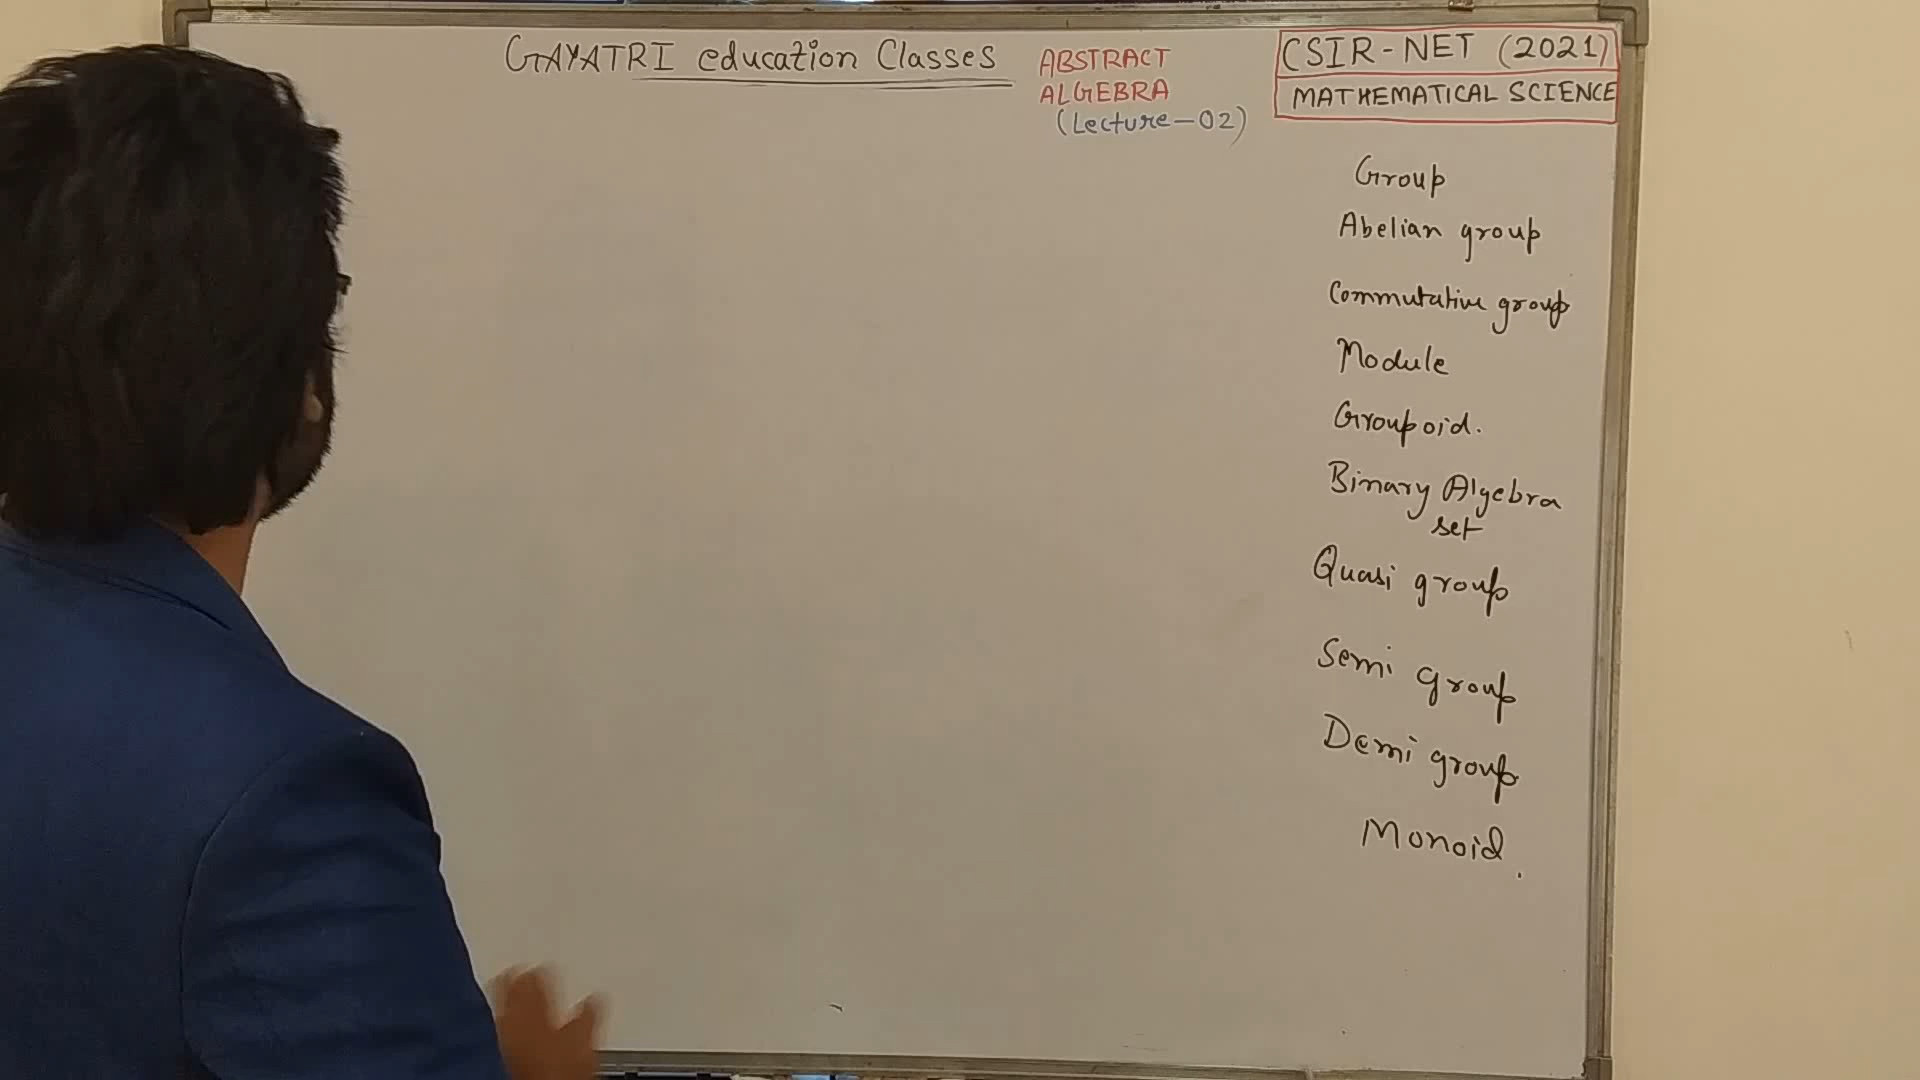 GAYATRI education Classes
ABSTRACT
ALGEBRA
(Lecture-02)
CSIR-NET (2021)
MATHEMATICAL SCIENCE
Group
Abelian group
Commutative group
Module
Groupoid.
Binary Algebra
set
Quasi group
Semi group
Demi group
Monoid.